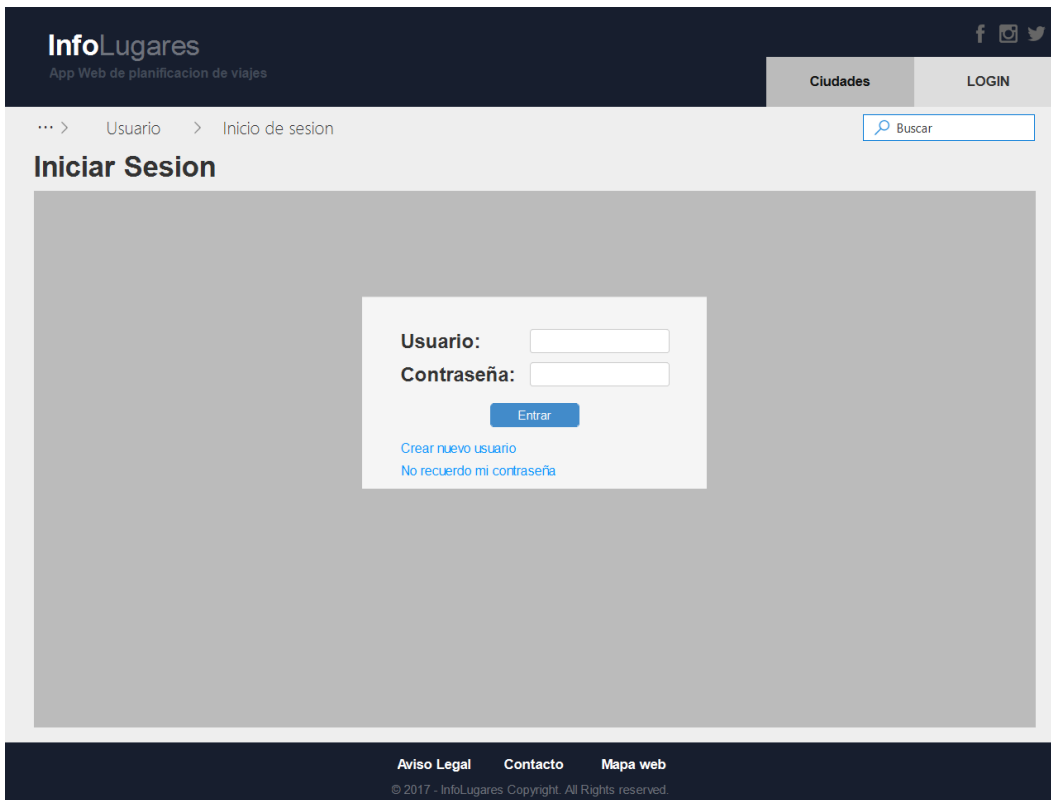 InfoLugares
App Web de planificacion de viajes
Ciudades
LOGIN
··· > Usuario > Inicio de sesion
Buscar
Iniciar Sesion
Usuario:
Contraseña:
Entrar
Crear nuevo usuario
No recuerdo mi contraseña
Aviso Legal Contacto Mapa web
© 2017 - InfoLugares Copyright. All Rights reserved.